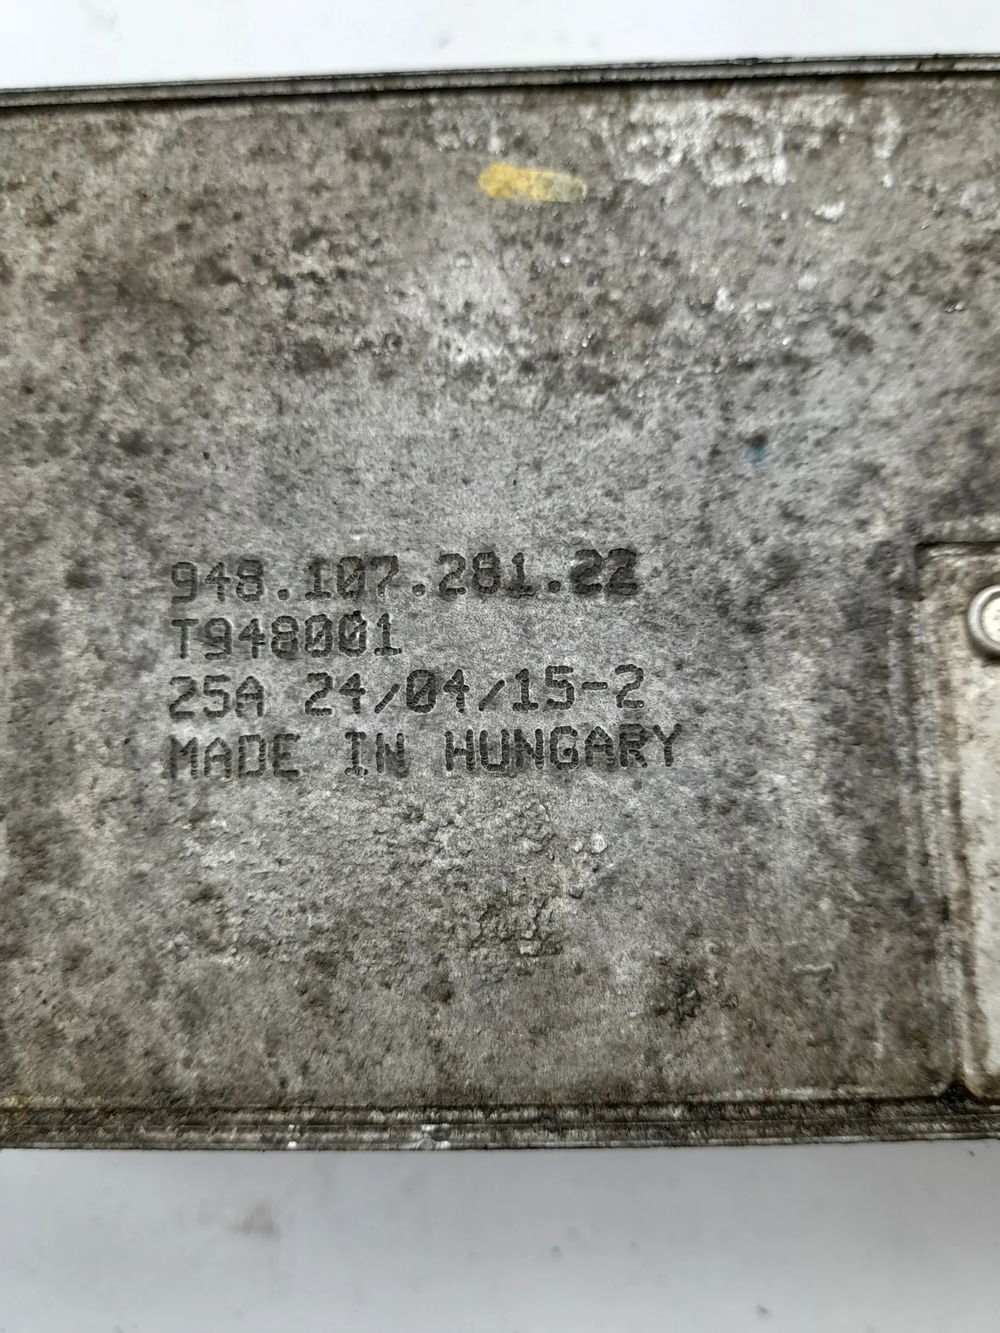 948.107.281.22
T948001
25A 24/04/15-2
MADE IN HUNGARY